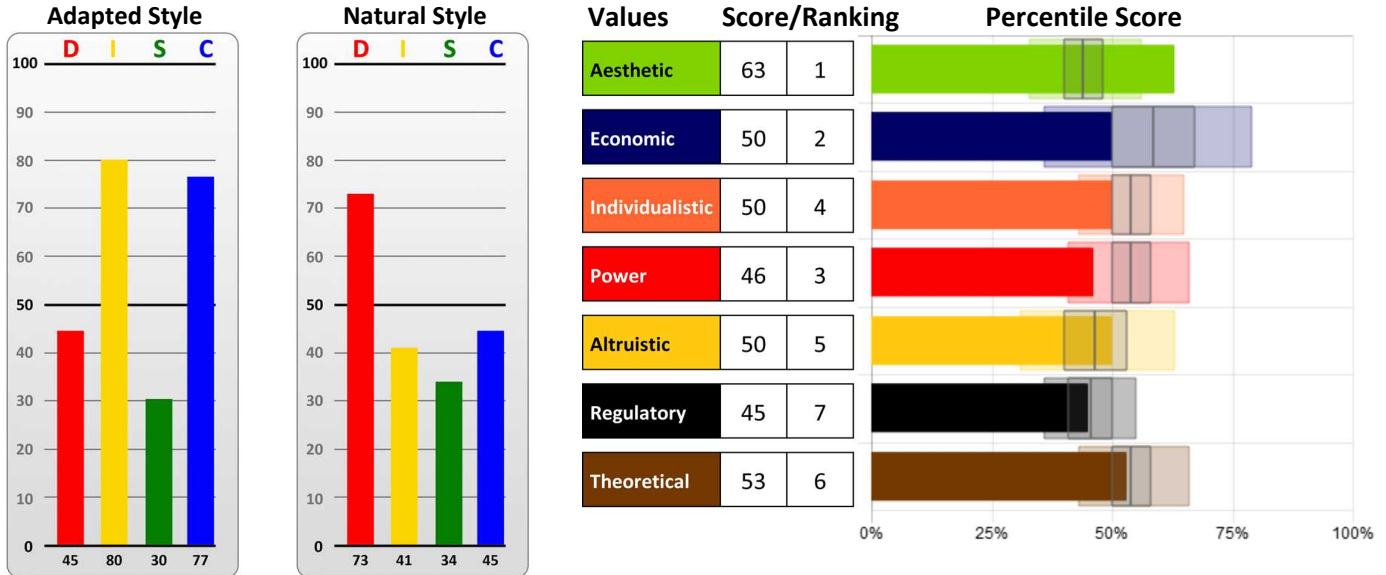 Adapted Style
D I S C
100
90
80
70
60
50
40
30
20
10
0
45 80 30 77
Natural Style
D I S C
100
90
80
70
60
50
40
30
20
10
0
73 41 34 45
Values Score/Ranking Percentile Score
Aesthetic 63 1
Economic 50 2
Individualistic 50 4
Power 46 3
Altruistic 50 5
Regulatory 45 7
Theoretical 53 6
0% 25% 50% 75% 100%